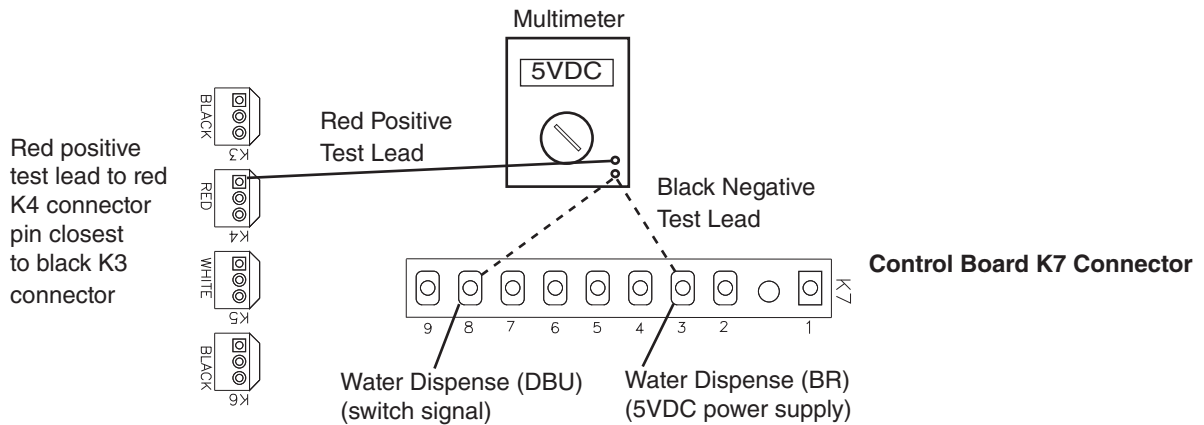 Multimeter
5VDC
BLACK
K3
Red Positive
Test Lead
Red positive
test lead to red
K4 connector
pin closest
to black K3
connector
RED
K4
Black Negative
Test Lead
WHITE
K5
Control Board K7 Connector
K7
9 8 7 6 5 4 3 2 1
BLACK
K6
Water Dispense (DBU)
(switch signal)
Water Dispense (BR)
(5VDC power supply)